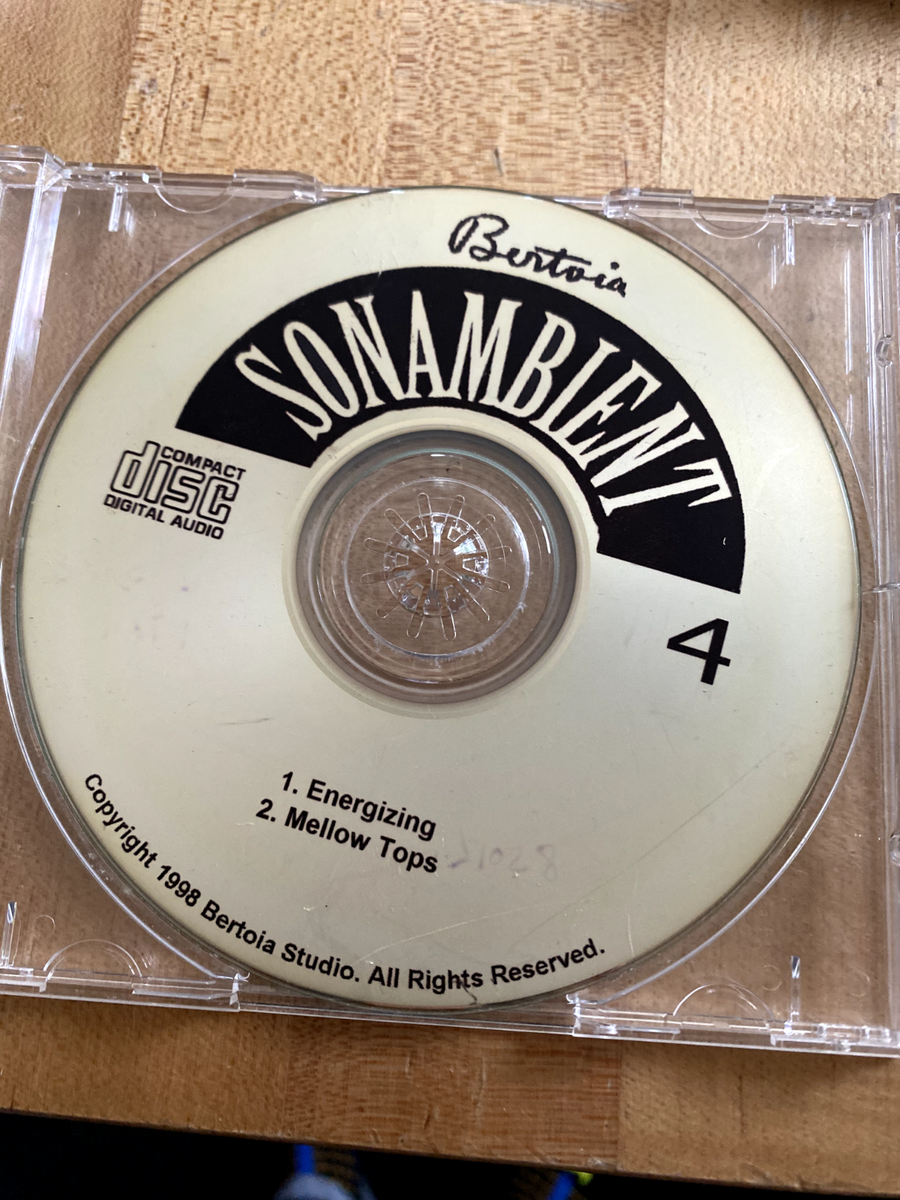 Bertoia
SONAMBIENT
COMPACT
disc
DIGITAL AUDIO
4
1. Energizing
2. Mellow Tops
Copyright 1998 Bertoia Studio. All Rights Reserved.